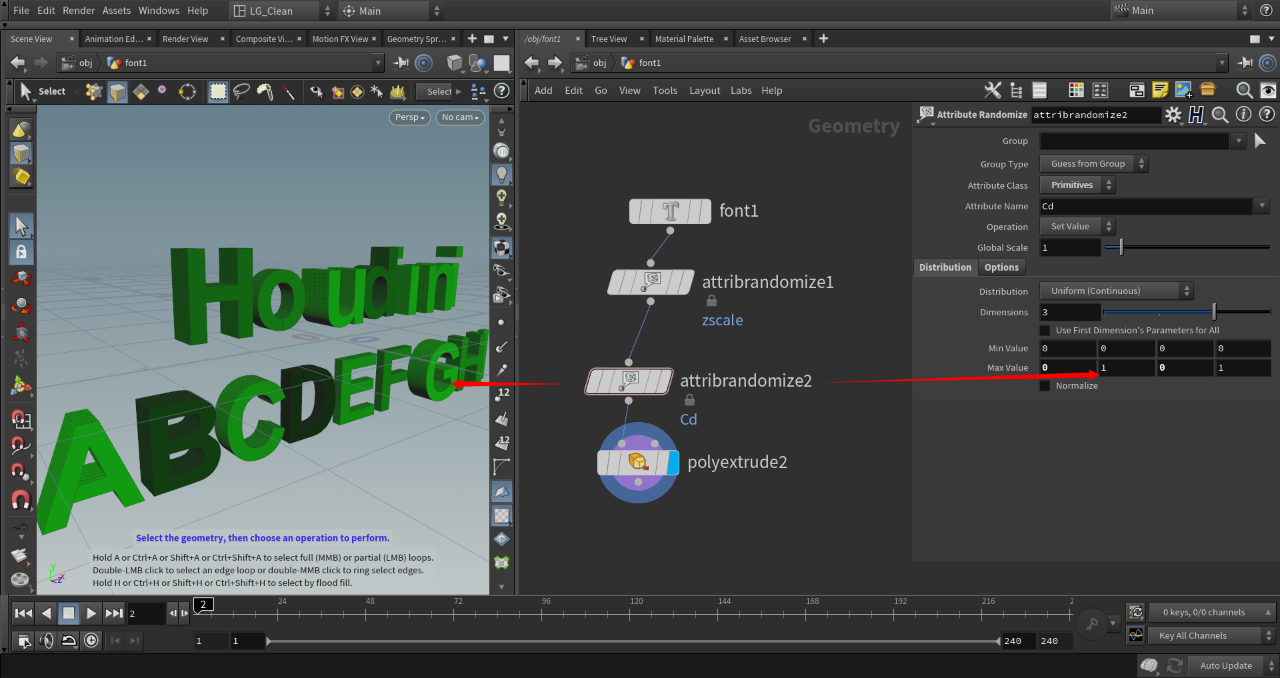 File Edit Render Assets Windows Help LG_Clean Main Main
Scene View Animation Ed... Render View Composite Vi... Motion FX View Geometry Spr...
/obj/font1 Tree View Material Palette Asset Browser
obj font1
obj font1
Select Selec
Add Edit Go View Tools Layout Labs Help
Persp No cam
Geometry
Houdini
ABCDEFGH
12
12
font1
attribrandomize1
zscale
attribrandomize2
Cd
polyextrude2
Attribute Randomize attribrandomize2
Group
Group Type Guess from Group
Attribute Class Primitives
Attribute Name Cd
Operation Set Value
Global Scale 1
Distribution Options
Distribution Uniform (Continuous)
Dimensions 3
Use First Dimension's Parameters for All
Min Value 0 0 0 0
Max Value 0 1 0 1
Normalize
Select the geometry, then choose an operation to perform.
Hold A or Ctrl+A or Shift+A or Ctrl+Shift+A to select full (MMB) or partial (LMB) loops.
Double-LMB click to select an edge loop or double-MMB click to ring select edges.
Hold H or Ctrl+H or Shift+H or Ctrl+Shift+H to select by flood fill.
y x z
2 2 24 48 72 96 120 144 168 192 216 2
0 keys, 0/0 channels
1 1 240 240
Key All Channels
Auto Update